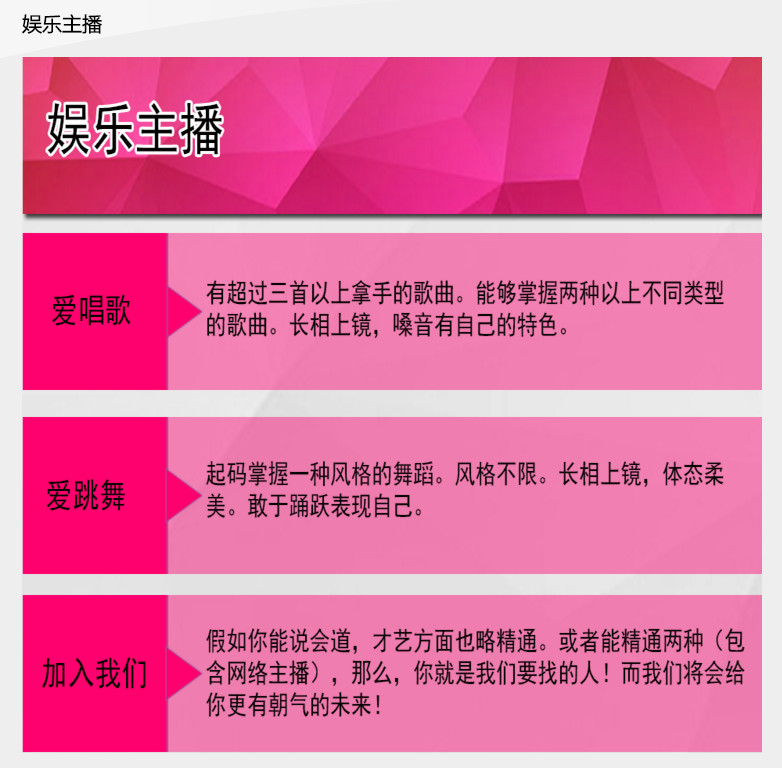 娱乐主播
娱乐主播
爱唱歌
有超过三首以上拿手的歌曲。能够掌握两种以上不同类型
的歌曲。长相上镜，嗓音有自己的特色。
爱跳舞
起码掌握一种风格的舞蹈。风格不限。长相上镜，体态柔
美。敢于踊跃表现自己。
加入我们
假如你能说会道，才艺方面也略精通。或者能精通两种（包
含网络主播），那么，你就是我们要找的人！而我们将会给
你更有朝气的未来！